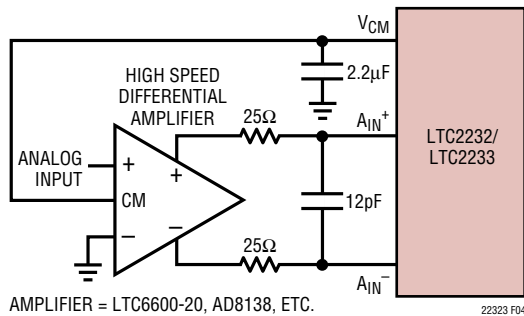 VCM
HIGH SPEED
DIFFERENTIAL
AMPLIFIER
2.2µF
25Ω
AIN+
LTC2232/
LTC2233
ANALOG
INPUT
+
+
CM
12pF
–
–
25Ω
AIN–
AMPLIFIER = LTC6600-20, AD8138, ETC.
22323 F04